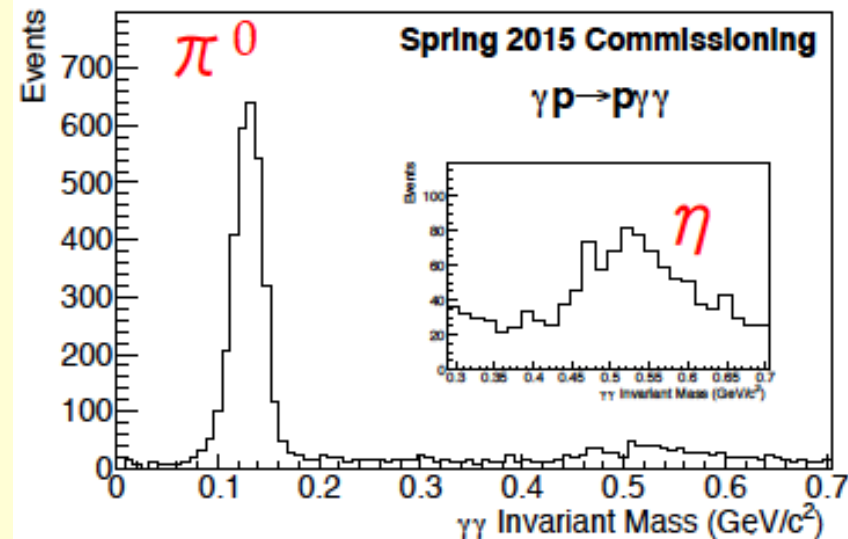 π⁰
Spring 2015 Commissioning
γp→pγγ
Events
700
600
500
400
300
200
100
0
0 0.1 0.2 0.3 0.4 0.5 0.6 0.7
γγ Invariant Mass (GeV/c²)
η
Events
100
80
60
40
20
0
0.3 0.35 0.4 0.45 0.5 0.55 0.6 0.65 0.7
γγ Invariant Mass (GeV/c²)